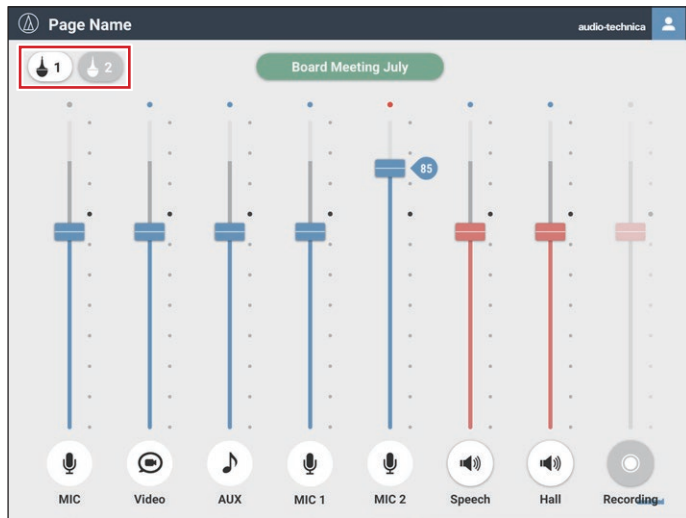 Page Name
audio-technica
1
2
Board Meeting July
85
MIC
Video
AUX
MIC 1
MIC 2
Speech
Hall
Recording